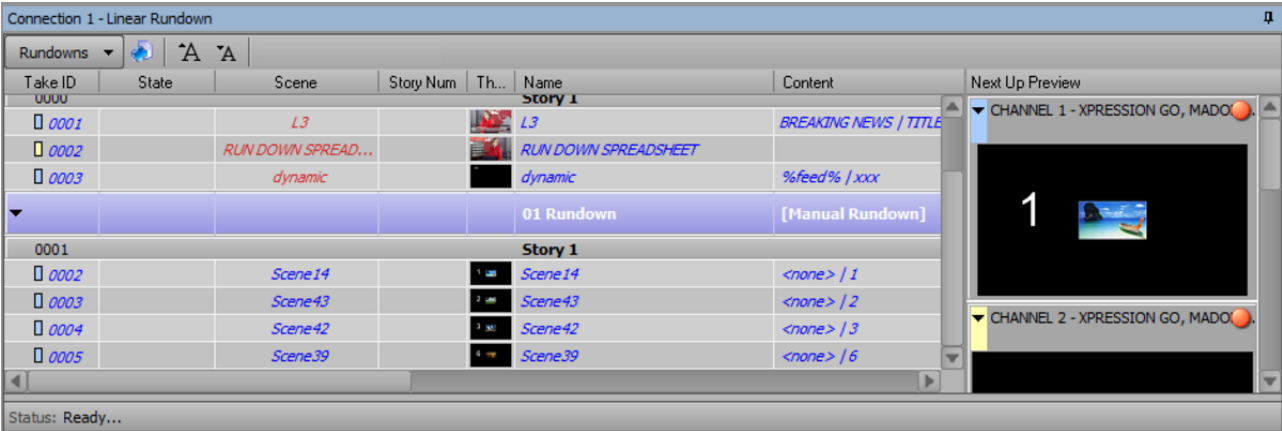 Connection 1 - Linear Rundown
Rundowns
Take ID State Scene Story Num Th... Name Content Next Up Preview
0000 Story 1
0001 L3 L3 BREAKING NEWS | TITLE
0002 RUN DOWN SPREAD... RUN DOWN SPREADSHEET
0003 dynamic dynamic %feed% | xxx
01 Rundown [Manual Rundown]
0001 Story 1
0002 Scene14 Scene14 <none> | 1
0003 Scene43 Scene43 <none> | 2
0004 Scene42 Scene42 <none> | 3
0005 Scene39 Scene39 <none> | 6
CHANNEL 1 - XPRESSION GO, MADO
1
CHANNEL 2 - XPRESSION GO, MADO
Status: Ready...